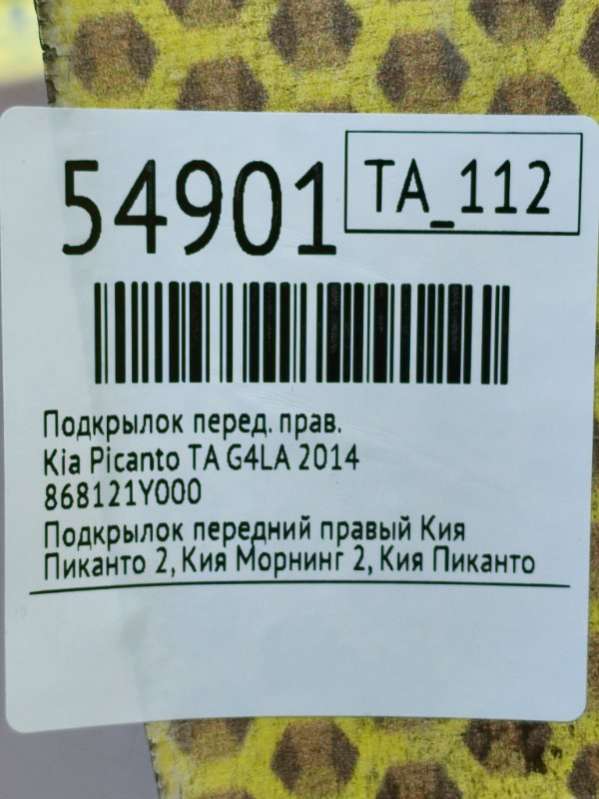 54901
TA_112
Подкрылок перед. прав.
Kia Picanto TA G4LA 2014
868121Y000
Подкрылок передний правый Кия
Пиканто 2, Кия Морнинг 2, Кия Пиканто